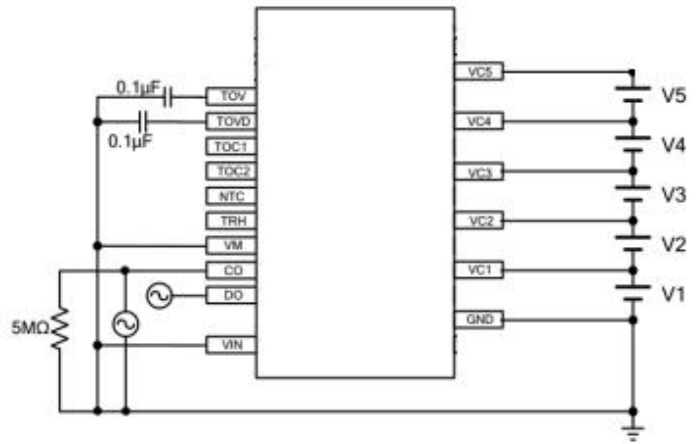 0.1μF
TOV
0.1μF
TOVD
TOC1
TOC2
NTC
TRH
VM
CO
DO
5MΩ
VIN
VC5
V5
VC4
V4
VC3
V3
VC2
V2
VC1
V1
GND